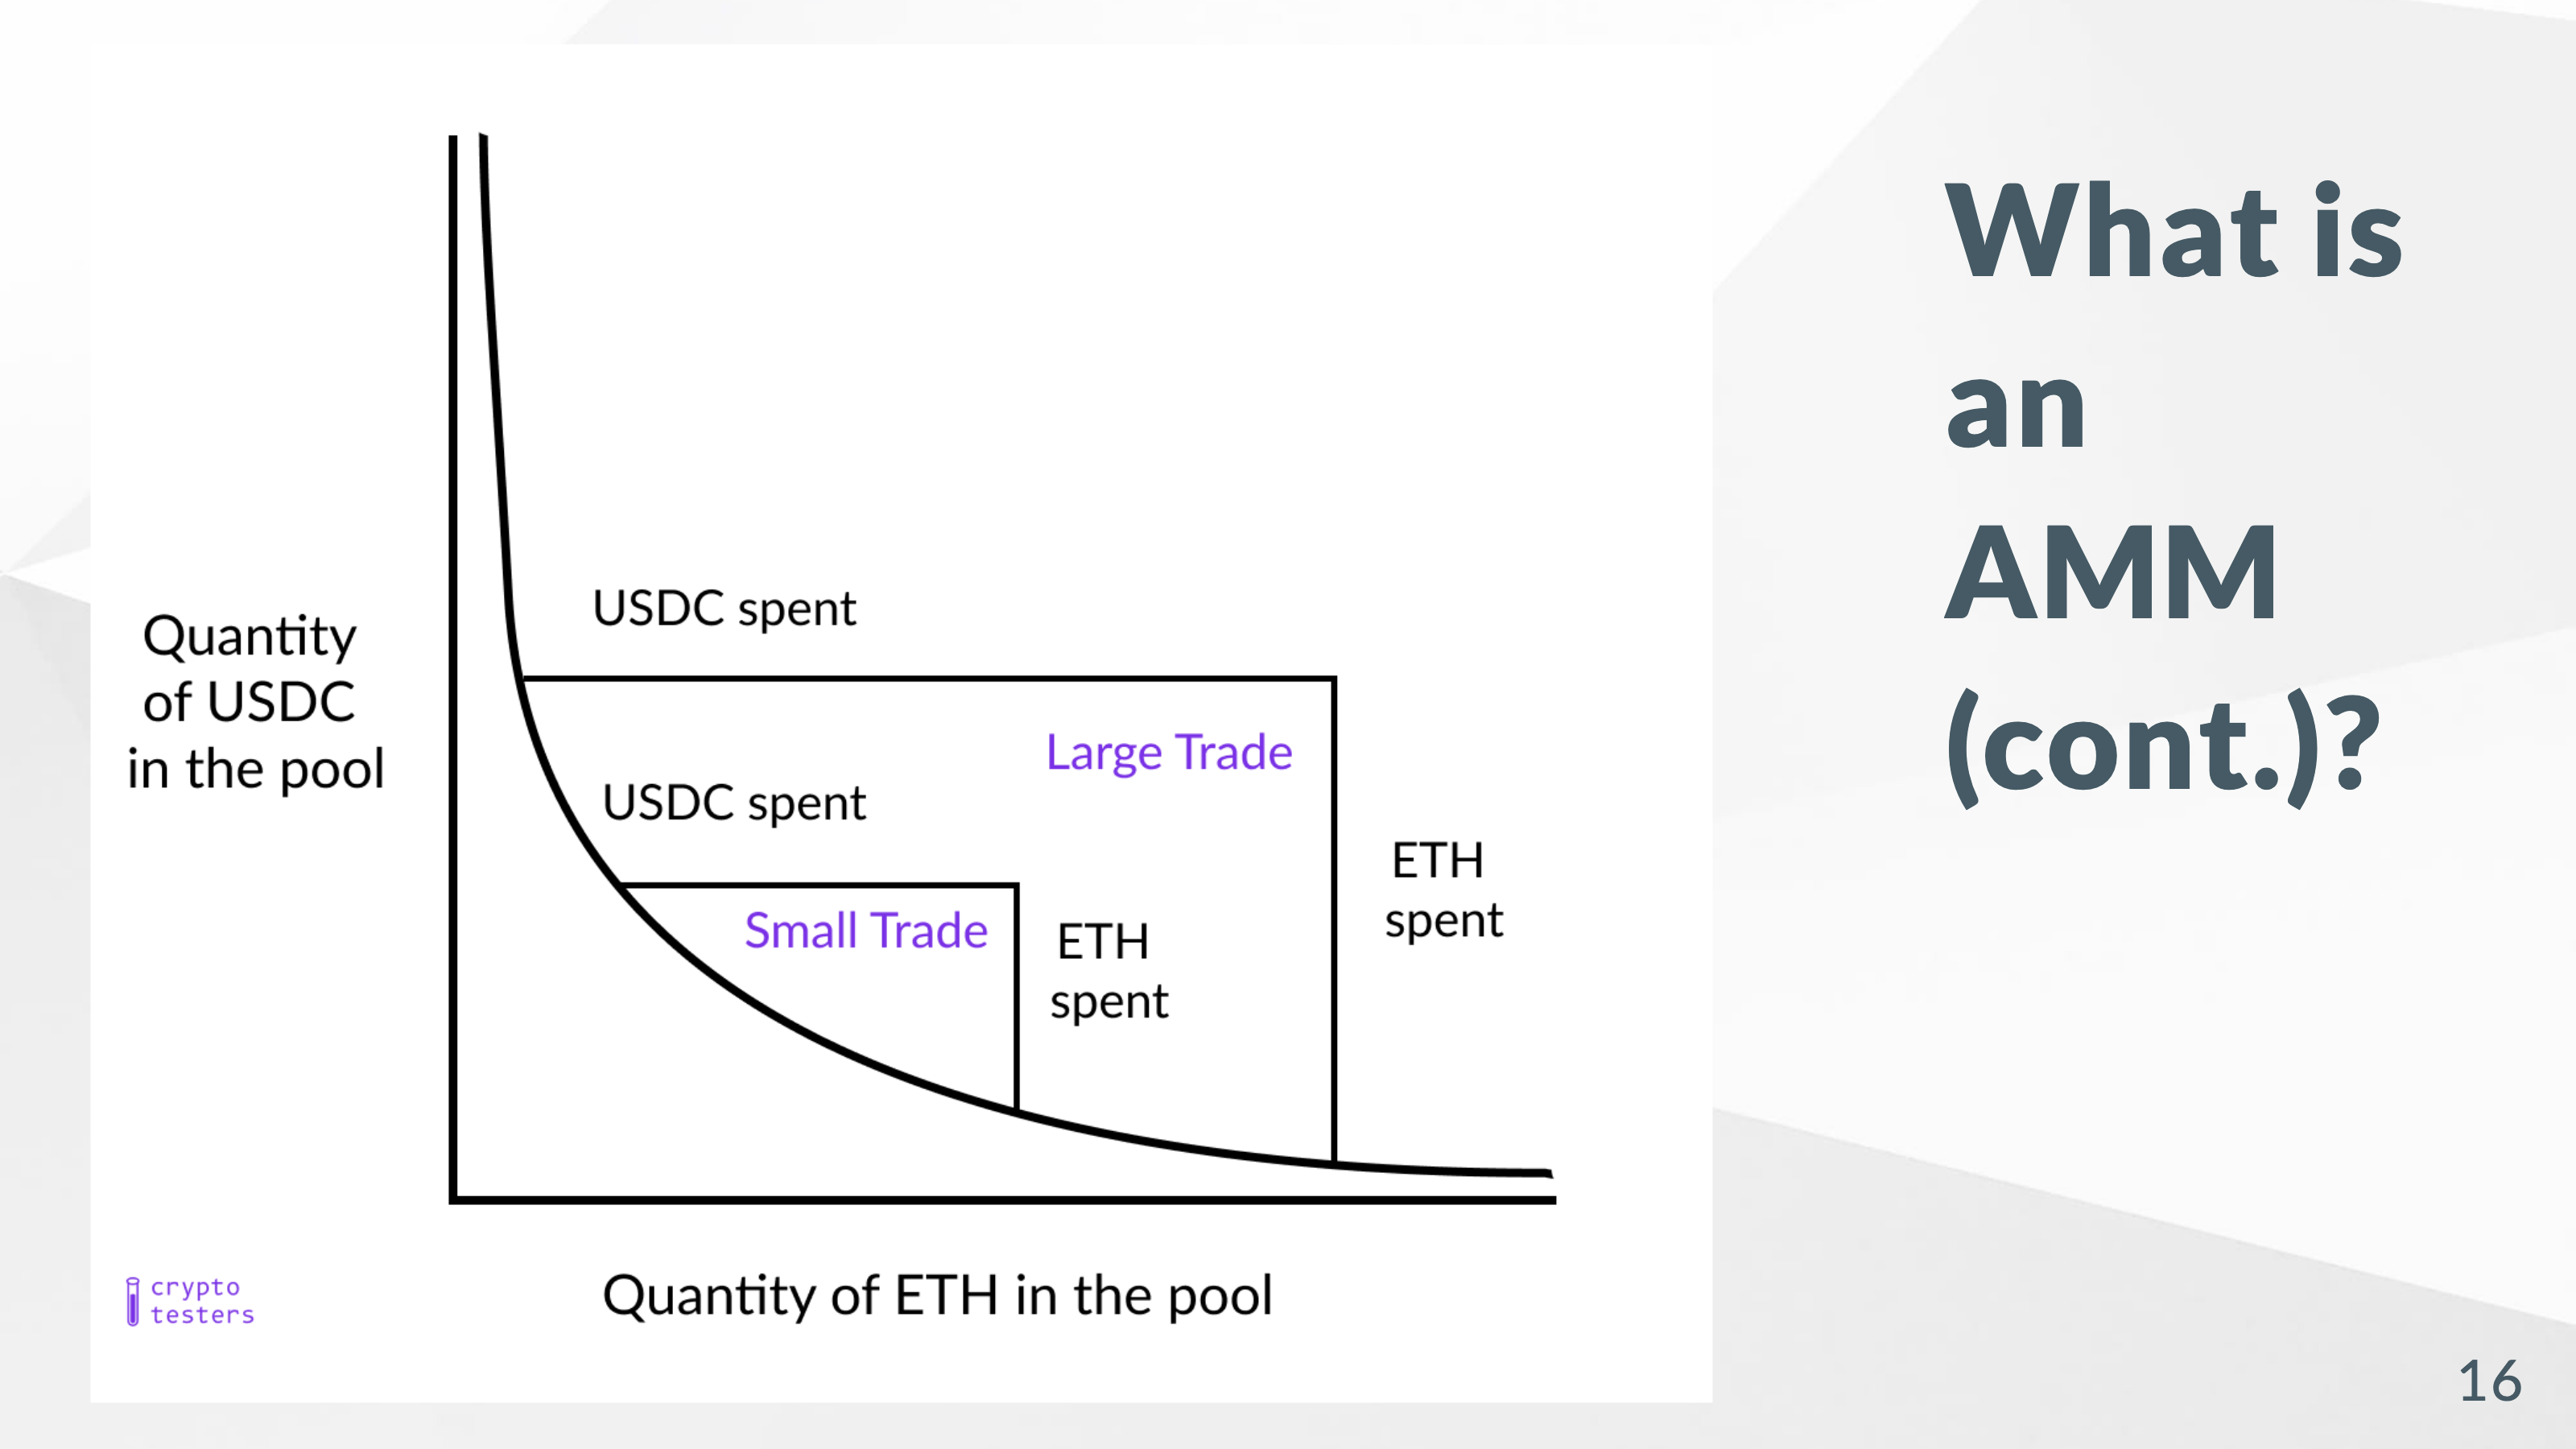 What is
an
AMM
(cont.)?
Quantity
of USDC
in the pool
USDC spent
Large Trade
USDC spent
ETH
spent
Small Trade
ETH
spent
Quantity of ETH in the pool
crypto
testers
16